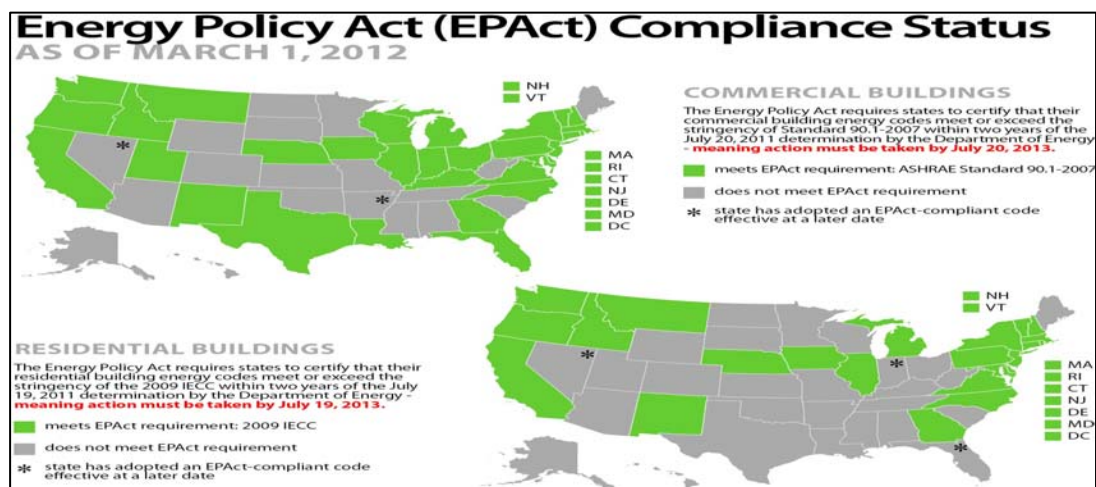 Energy Policy Act (EPAct) Compliance Status
AS OF MARCH 1, 2012
NH
VT
MA
RI
CT
NJ
DE
MD
DC
*
*
COMMERCIAL BUILDINGS
The Energy Policy Act requires states to certify that their
commercial building energy codes meet or exceed the
stringency of Standard 90.1-2007 within two years of the
July 20, 2011 determination by the Department of Energy
- meaning action must be taken by July 20, 2013.
meets EPAct requirement: ASHRAE Standard 90.1-2007
does not meet EPAct requirement
* state has adopted an EPAct-compliant code
effective at a later date
RESIDENTIAL BUILDINGS
The Energy Policy Act requires states to certify that their
residential building energy codes meet or exceed the
stringency of the 2009 IECC within two years of the July
19, 2011 determination by the Department of Energy -
meaning action must be taken by July 19, 2013.
meets EPAct requirement: 2009 IECC
does not meet EPAct requirement
* state has adopted an EPAct-compliant code
effective at a later date
NH
VT
MA
RI
CT
NJ
DE
MD
DC
*
*
*